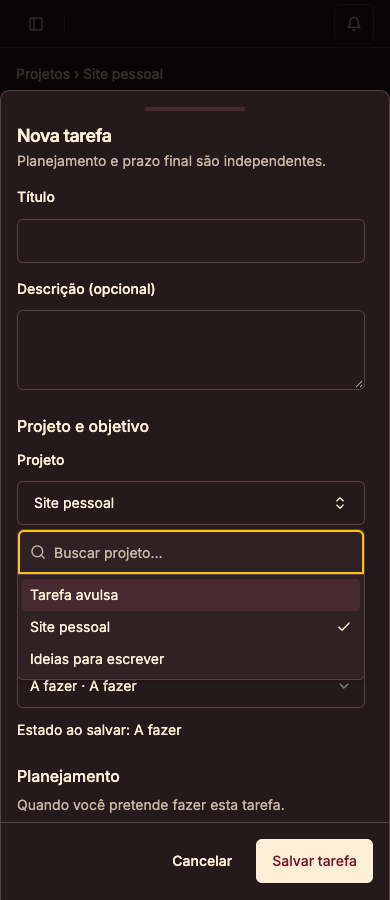 Projetos › Site pessoal
Nova tarefa
Planejamento e prazo final são independentes.
Título
Descrição (opcional)
Projeto e objetivo
Projeto
Site pessoal
Buscar projeto...
Tarefa avulsa
Site pessoal
Ideias para escrever
A fazer · A fazer
Estado ao salvar: A fazer
Planejamento
Quando você pretende fazer esta tarefa.
Cancelar
Salvar tarefa